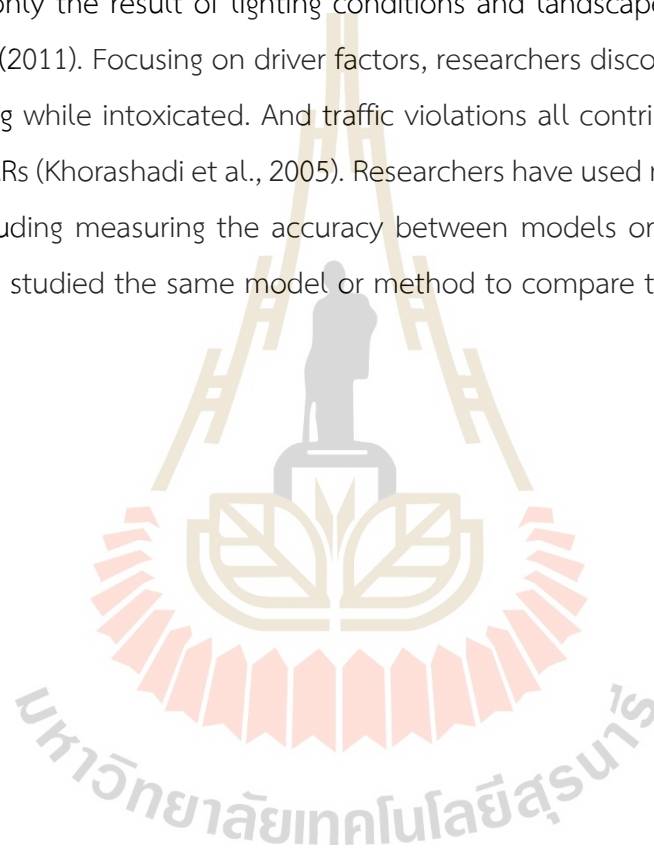 only the result of lighting conditions and landscape
(2011). Focusing on driver factors, researchers disco
g while intoxicated. And traffic violations all contri
Rs (Khorashadi et al., 2005). Researchers have used
uding measuring the accuracy between models or
studied the same model or method to compare t
มหาวิทยาลัยเทคโนโลยีสุรนารี